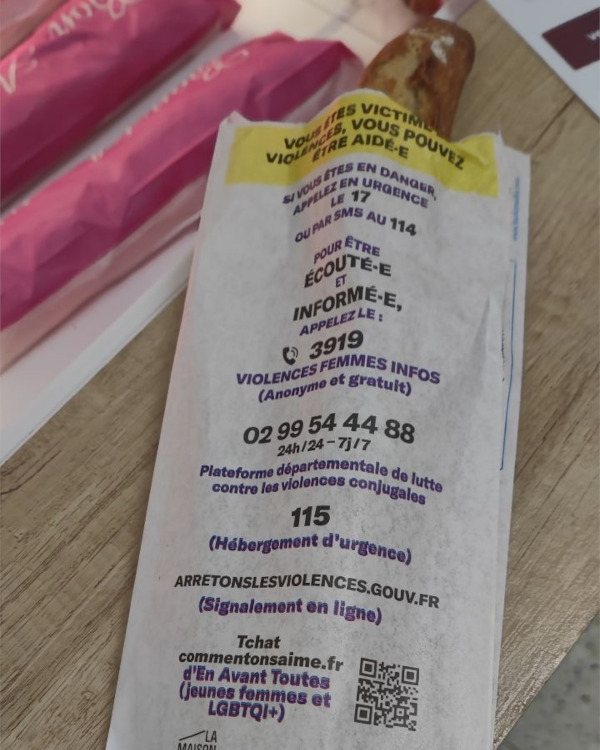 VOUS ÊTES VICTIME
VIOLENCES, VOUS POUVEZ
ÊTRE AIDÉ·E
SI VOUS ÊTES EN DANGER,
APPELEZ EN URGENCE
LE 17
OU PAR SMS AU 114
POUR ÊTRE
ÉCOUTÉ·E
ET
INFORMÉ·E,
APPELEZ LE :
3919
VIOLENCES FEMMES INFOS
(Anonyme et gratuit)
02 99 54 44 88
24h/24 - 7j/7
Plateforme départementale de lutte
contre les violences conjugales
115
(Hébergement d'urgence)
ARRETONSLESVIOLENCES.GOUV.FR
(Signalement en ligne)
Tchat
commentonsaime.fr
d'En Avant Toutes
(jeunes femmes et
LGBTQI+)
LA
MAISON